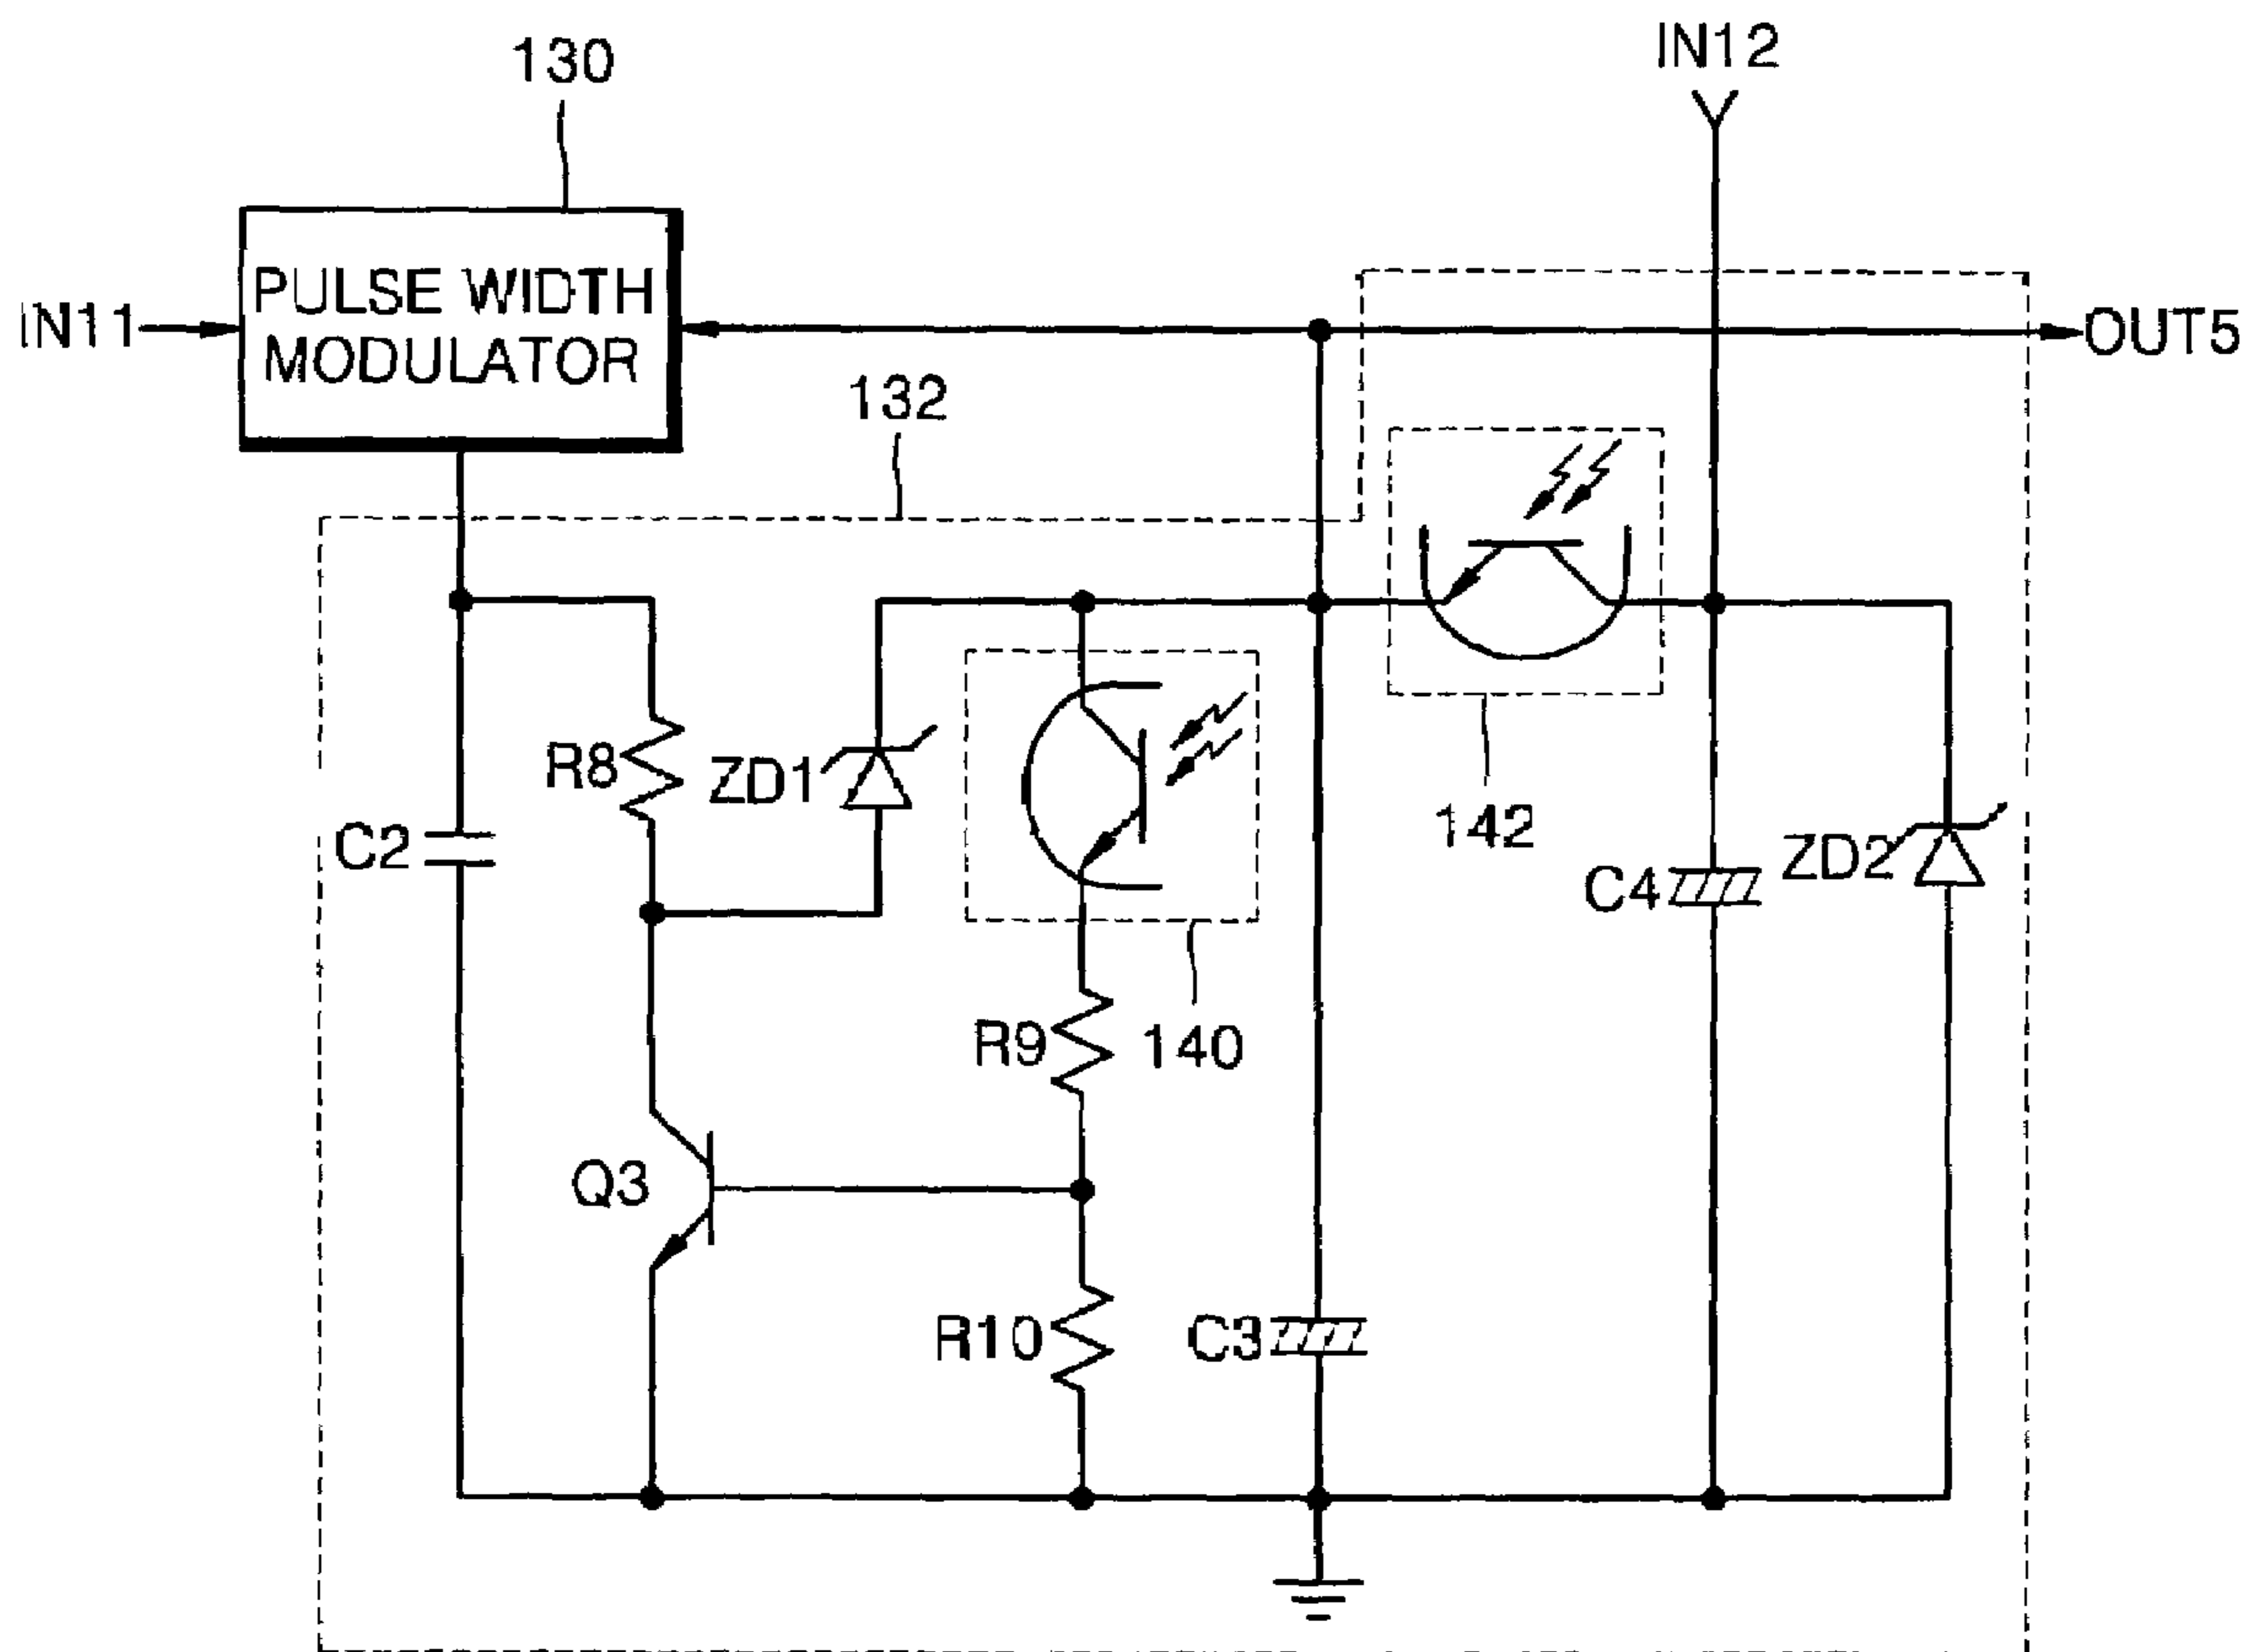 130
IN12
PULSE WIDTH
MODULATOR
IN11
OUT5
132
R8
ZD1
142
C2
ZD2
C4
R9
140
Q3
R10
C3